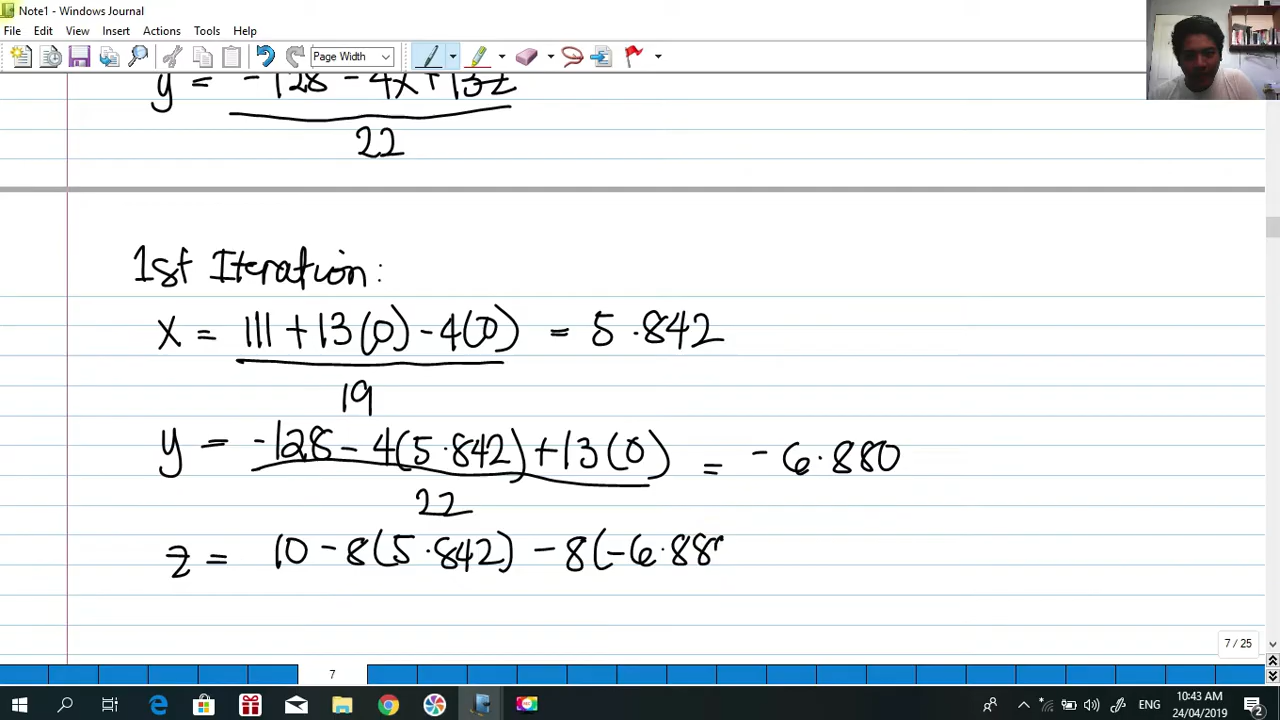 Note1 - Windows Journal
File Edit View Insert Actions Tools Help
Page Width
y = -128 - 4x + 13z
22
1st Iteration:
x = 111 + 13(0) - 4(0) = 5.842
19
y = -128 - 4(5.842) + 13(0) = -6.880
22
z = 10 - 8(5.842) - 8(-6.88
7 / 25
7
ENG
10:43 AM
24/04/2019
2